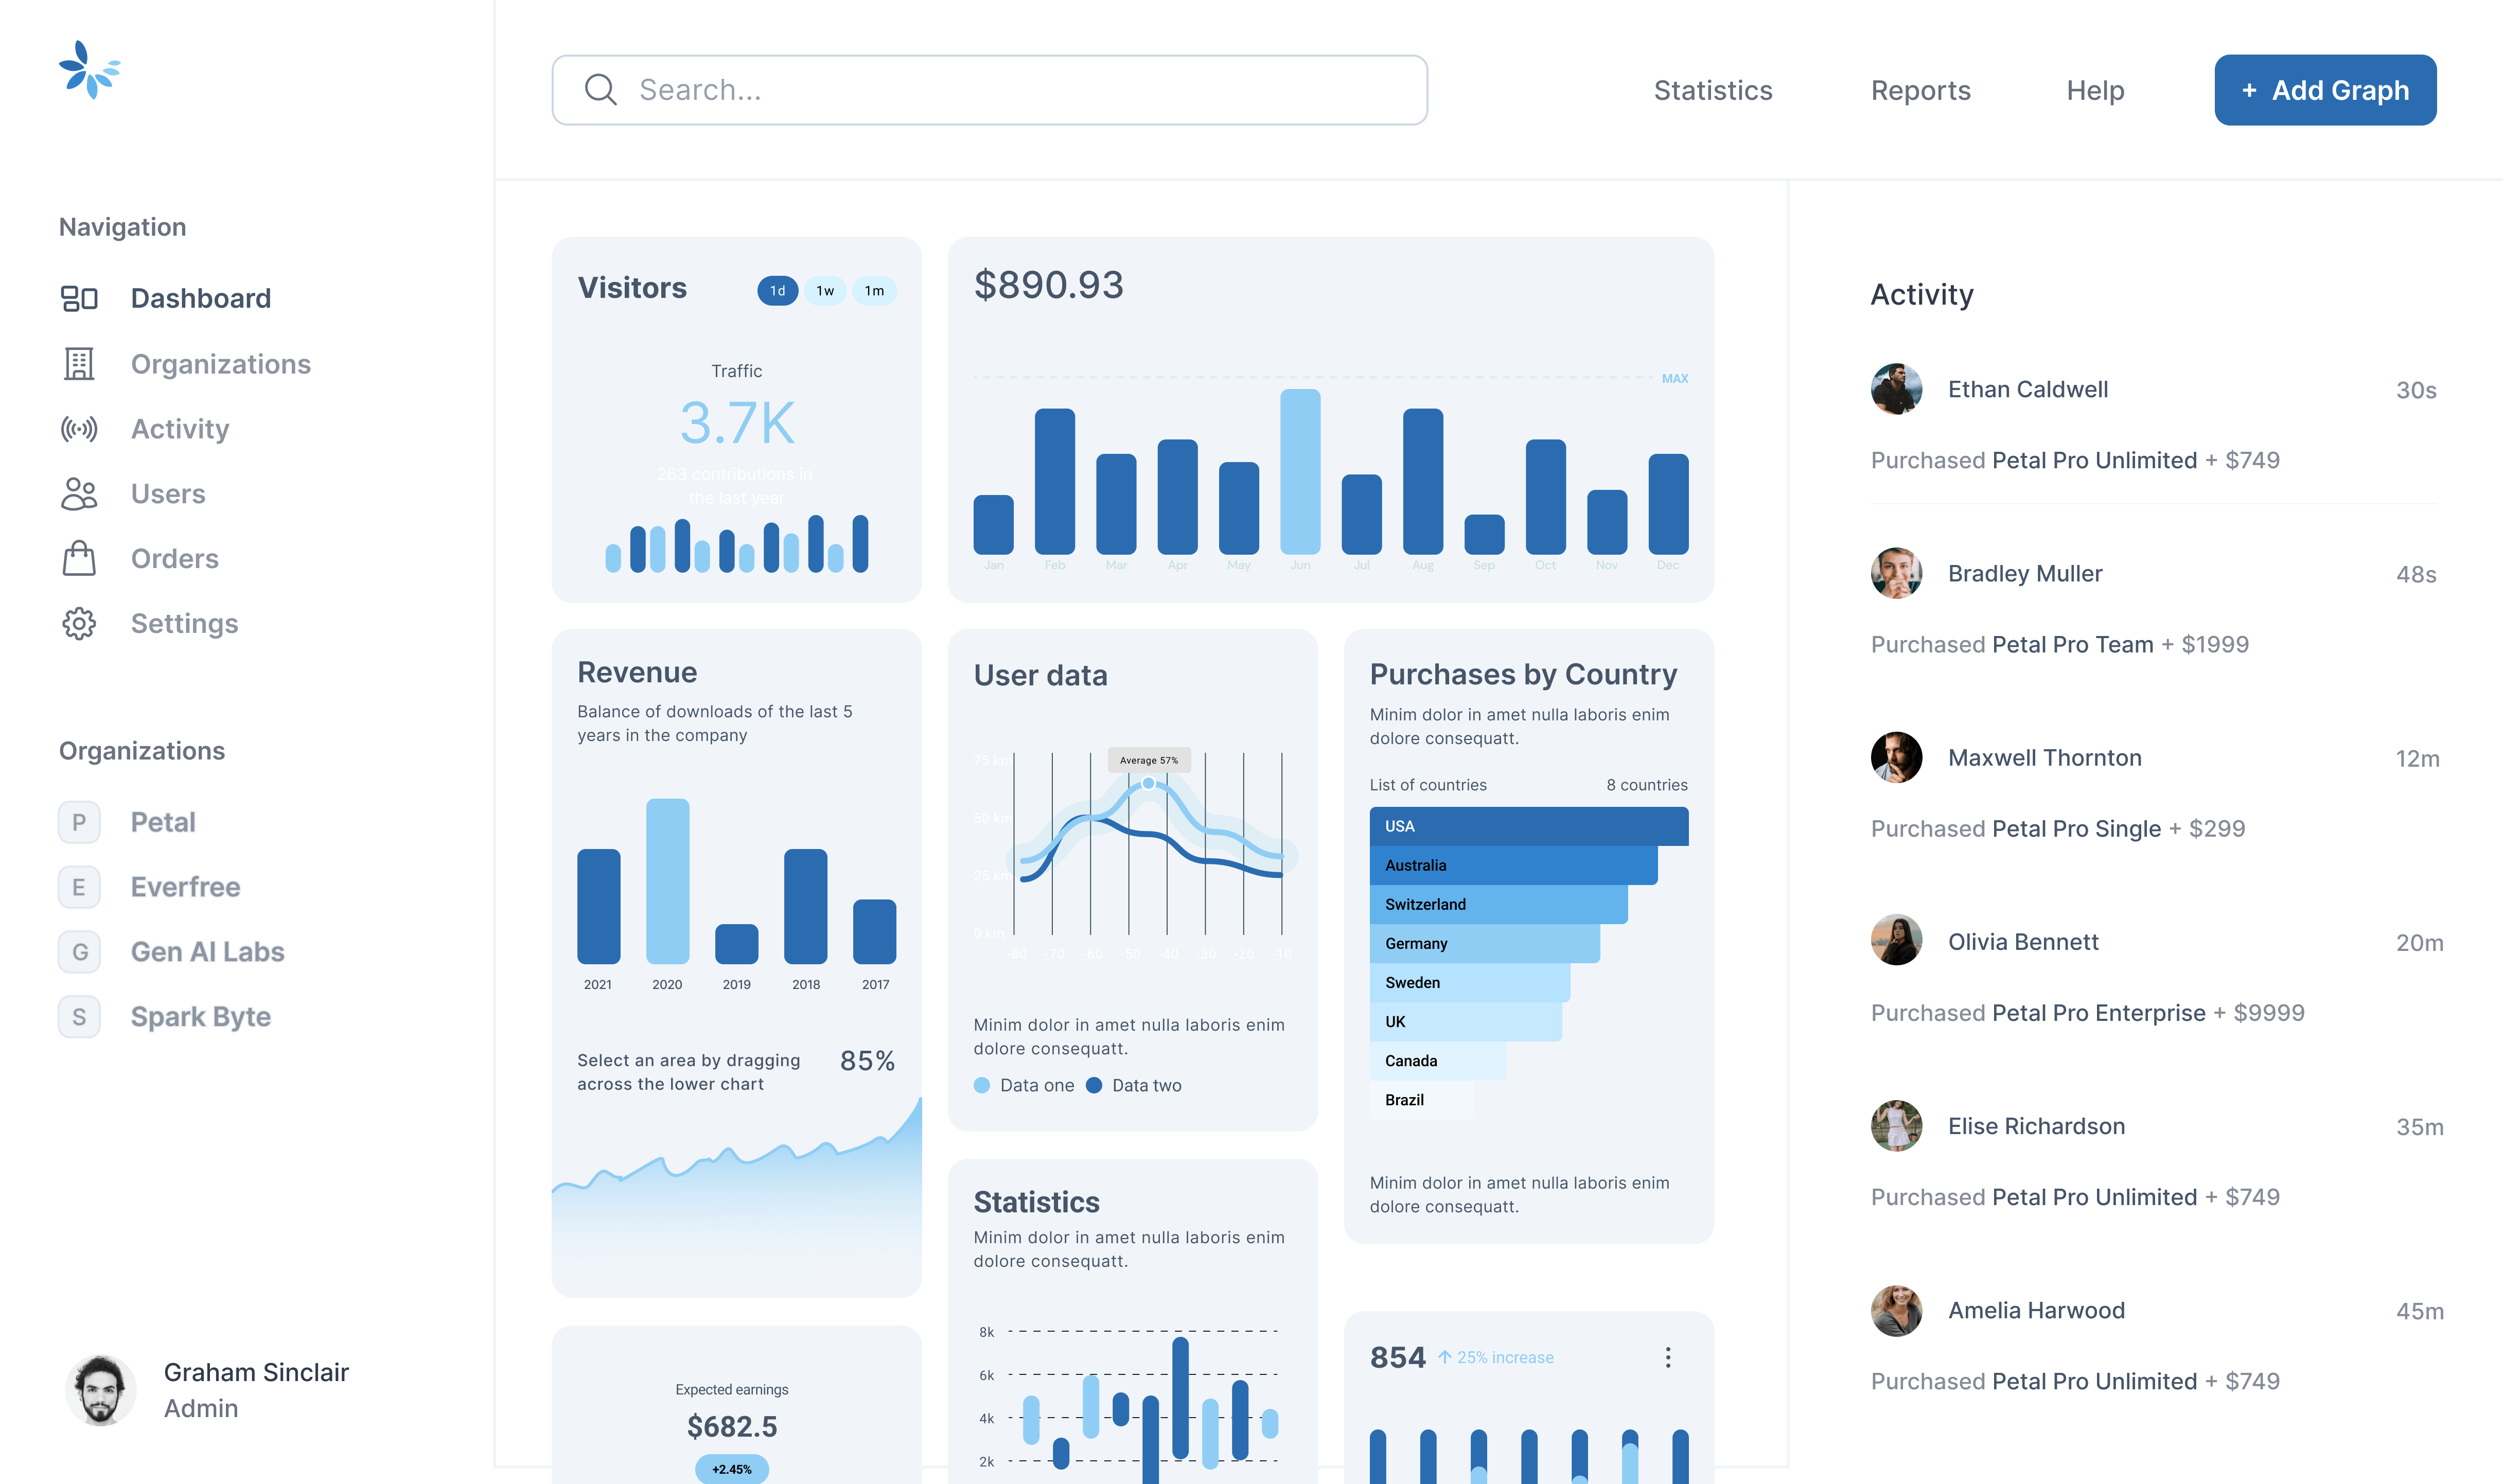 Search...
Statistics
Reports
Help
+ Add Graph
Navigation
Dashboard
Organizations
Activity
Users
Orders
Settings
Organizations
P Petal
E Everfree
G Gen AI Labs
S Spark Byte
Graham Sinclair
Admin
Visitors
1d 1w 1m
Traffic
3.7K
263 contributions in
the last year
$890.93
MAX
Jan Feb Mar Apr May Jun Jul Aug Sep Oct Nov Dec
Revenue
Balance of downloads of the last 5
years in the company
2021 2020 2019 2018 2017
Select an area by dragging
across the lower chart
85%
Expected earnings
$682.5
+2.45%
User data
Average 57%
75 km
50 km
25 km
0 km
-80 -70 -60 -50 -40 -30 -20 -10
Minim dolor in amet nulla laboris enim
dolore consequatt.
Data one Data two
Statistics
Minim dolor in amet nulla laboris enim
dolore consequatt.
8k
6k
4k
2k
Purchases by Country
Minim dolor in amet nulla laboris enim
dolore consequatt.
List of countries 8 countries
USA
Australia
Switzerland
Germany
Sweden
UK
Canada
Brazil
Minim dolor in amet nulla laboris enim
dolore consequatt.
854 ↑ 25% increase
Activity
Ethan Caldwell 30s
Purchased Petal Pro Unlimited + $749
Bradley Muller 48s
Purchased Petal Pro Team + $1999
Maxwell Thornton 12m
Purchased Petal Pro Single + $299
Olivia Bennett 20m
Purchased Petal Pro Enterprise + $9999
Elise Richardson 35m
Purchased Petal Pro Unlimited + $749
Amelia Harwood 45m
Purchased Petal Pro Unlimited + $749